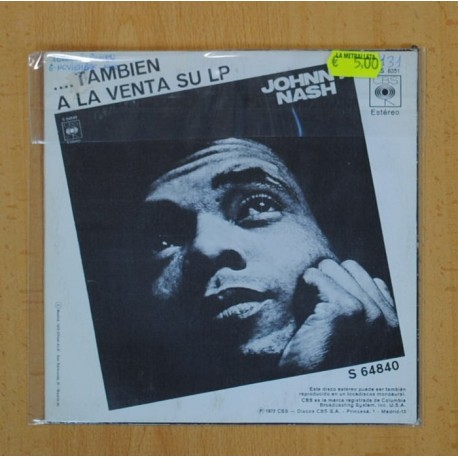 ....TAMBIEN
A LA VENTA SU LP
LA METRALLETA
€ 5,00
CBS
Estéreo
JOHNNY
NASH
S 64840
Este disco estéreo puede ser también
reproducido en un tocadiscos monoaural.
CBS es la marca registrada de Columbia
Broadcasting System, Inc. U.S.A.
℗ 1972 CBS — Discos CBS S.A. - Princesa, 1 - Madrid-